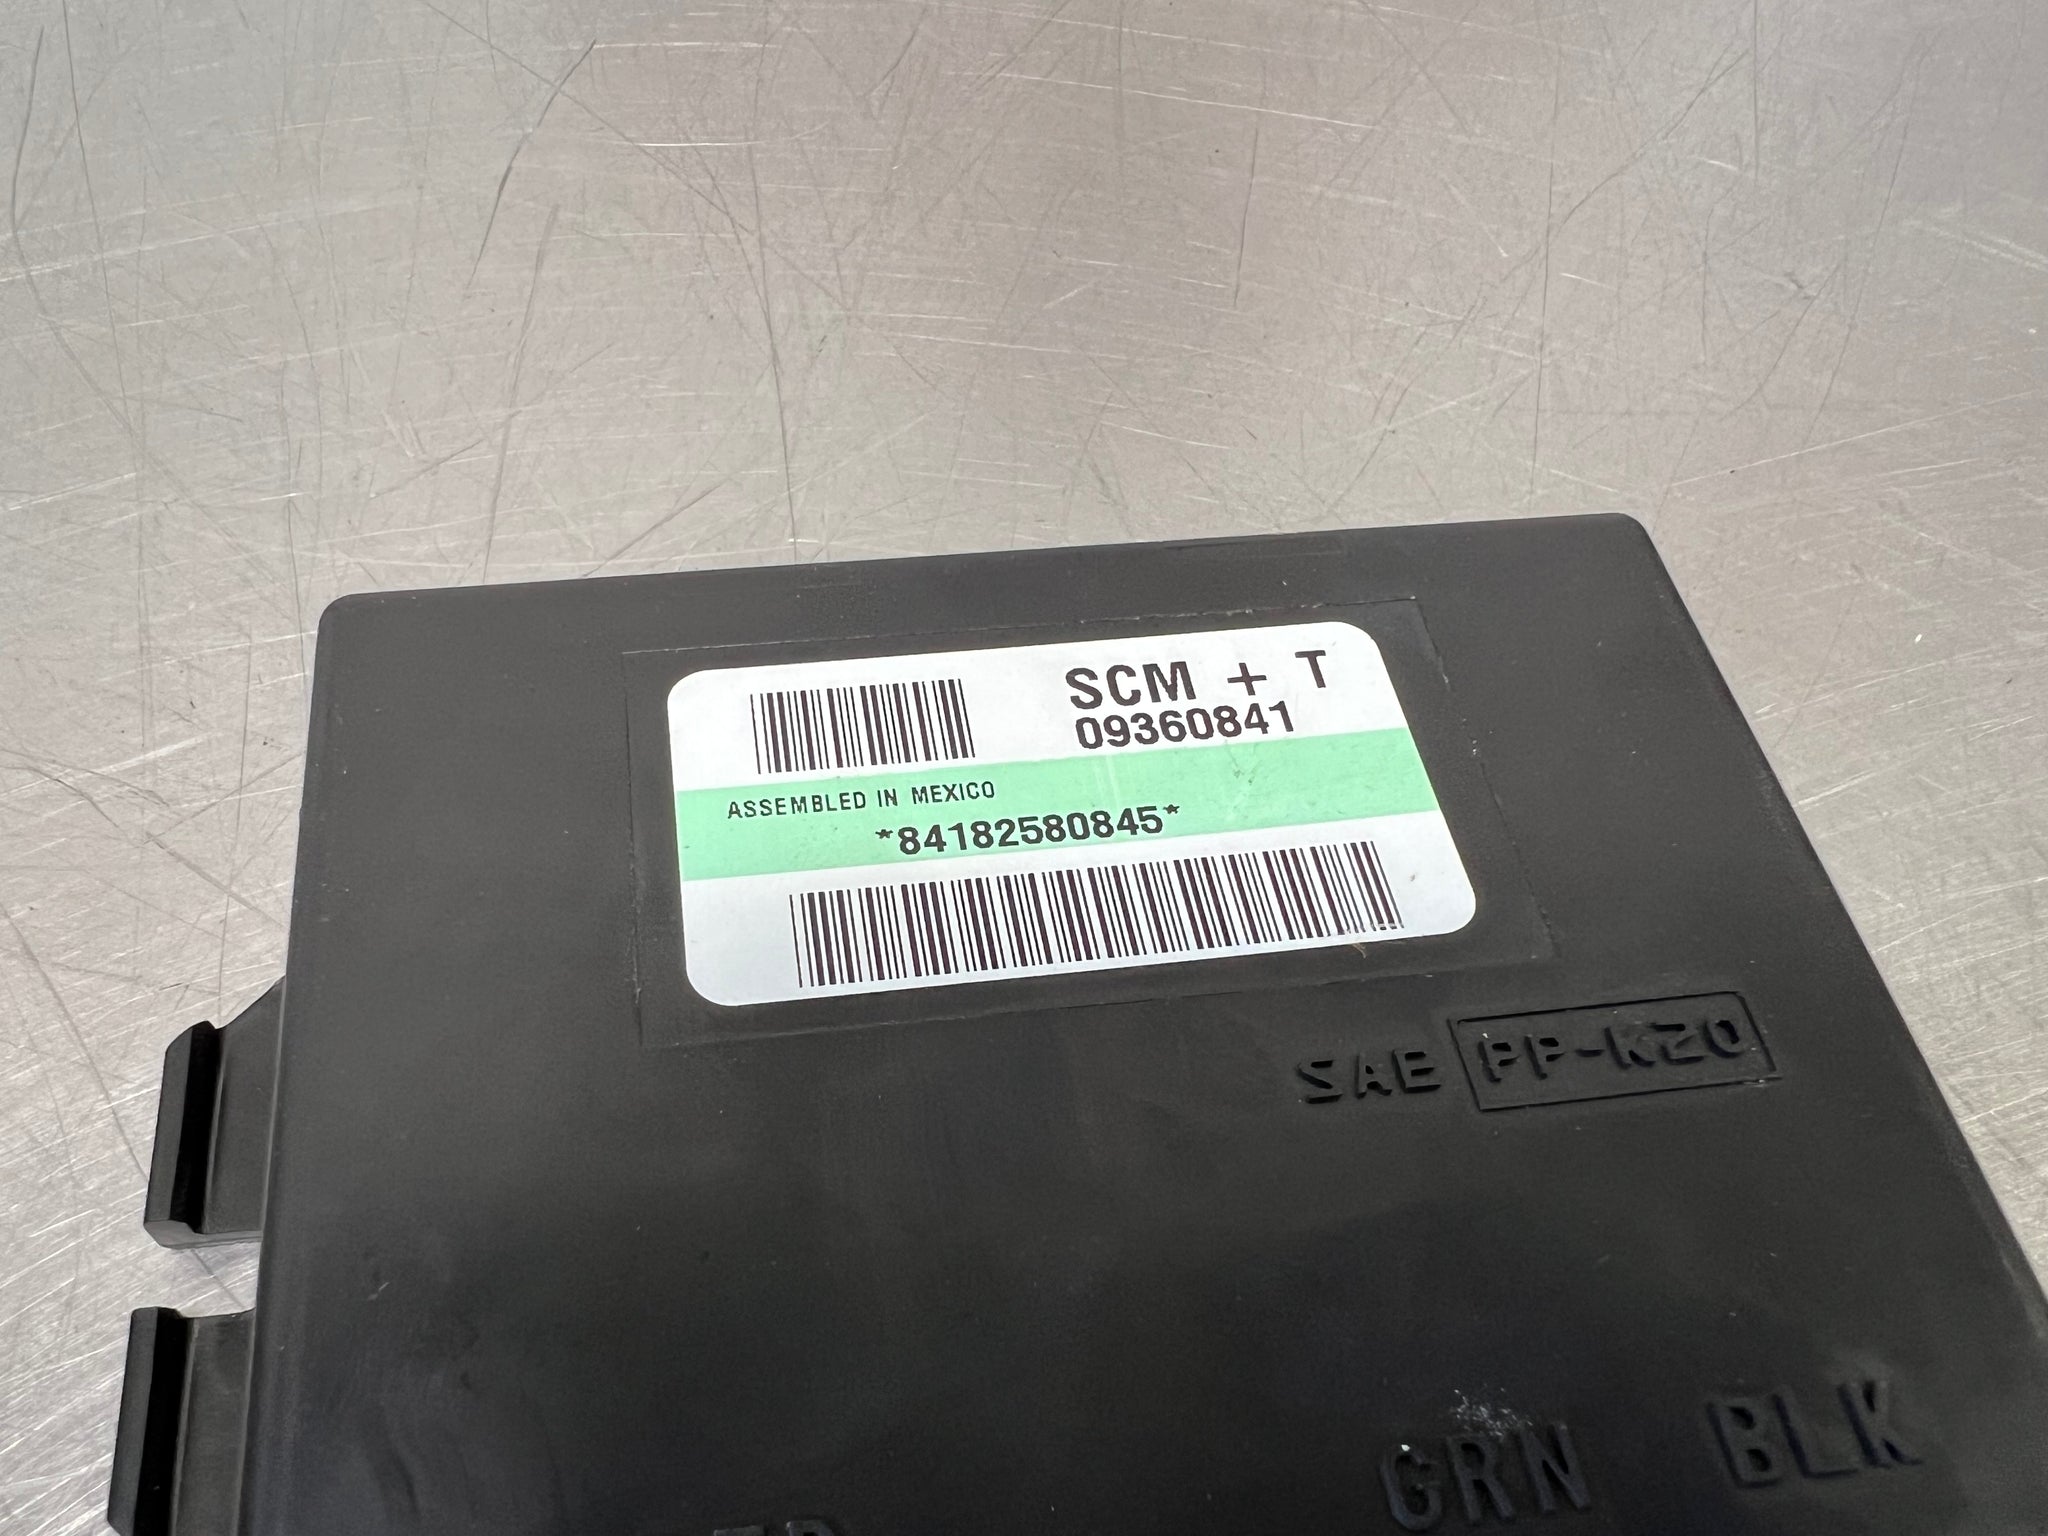 SCM + T
09360841
ASSEMBLED IN MEXICO
*84182580845*
SAE PP-K20
GRN BLK